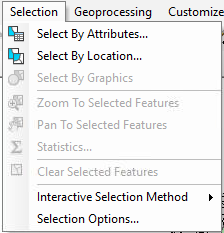 Selection Geoprocessing Customize
Select By Attributes...
Select By Location...
Select By Graphics
Zoom To Selected Features
Pan To Selected Features
Statistics...
Clear Selected Features
Interactive Selection Method
Selection Options...